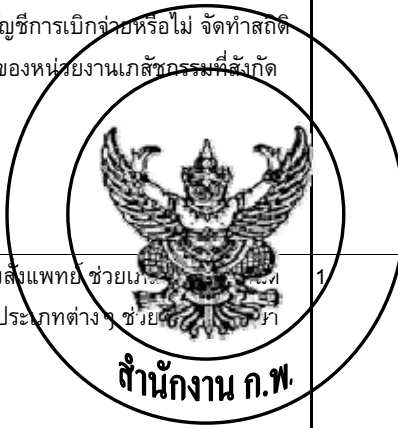 ญชีการเบิกจ่ายหรือไม่ จัดทำสถิติ
ของหน่วยงานเภสัชกรรมที่สังกัด
สั่งแพทย์ ช่วย 1
ประเภทต่างๆ ช่วย
สำนักงาน ก.พ.